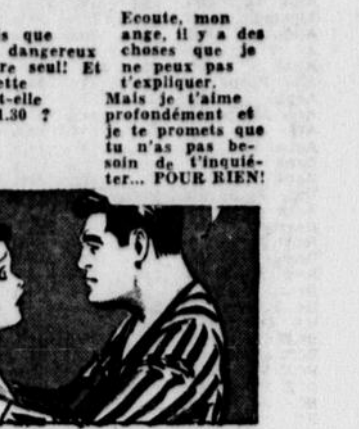 s que
dangereux
re seul! Et
ette
t-elle
1.30 ?
Ecoute, mon
ange, il y a des
choses que je
ne peux pas
t'expliquer.
Mais je t'aime
profondément et
je te promets que
tu n'as pas be-
soin de t'inquié-
ter... POUR RIEN!